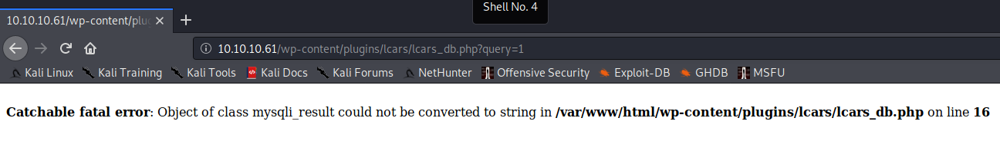 Shell No. 4
10.10.10.61/wp-content/plug
10.10.10.61/wp-content/plugins/lcars/lcars_db.php?query=1
Kali Linux Kali Training Kali Tools Kali Docs Kali Forums NetHunter Offensive Security Exploit-DB GHDB MSFU
Catchable fatal error: Object of class mysqli_result could not be converted to string in /var/www/html/wp-content/plugins/lcars/lcars_db.php on line 16